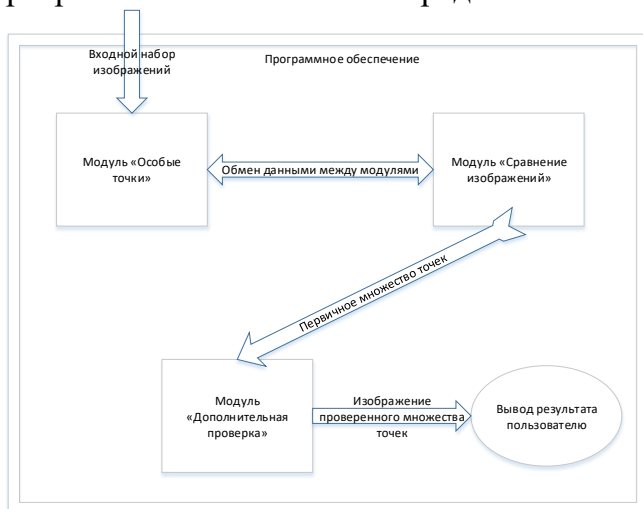 Входной набор
изображений
Программное обеспечение
Модуль «Особые
точки»
Обмен данными между модулями
Модуль «Сравнение
изображений»
Первичное множество точек
Модуль
«Дополнительная
проверка»
Изображение
проверенного множества
точек
Вывод результата
пользователю